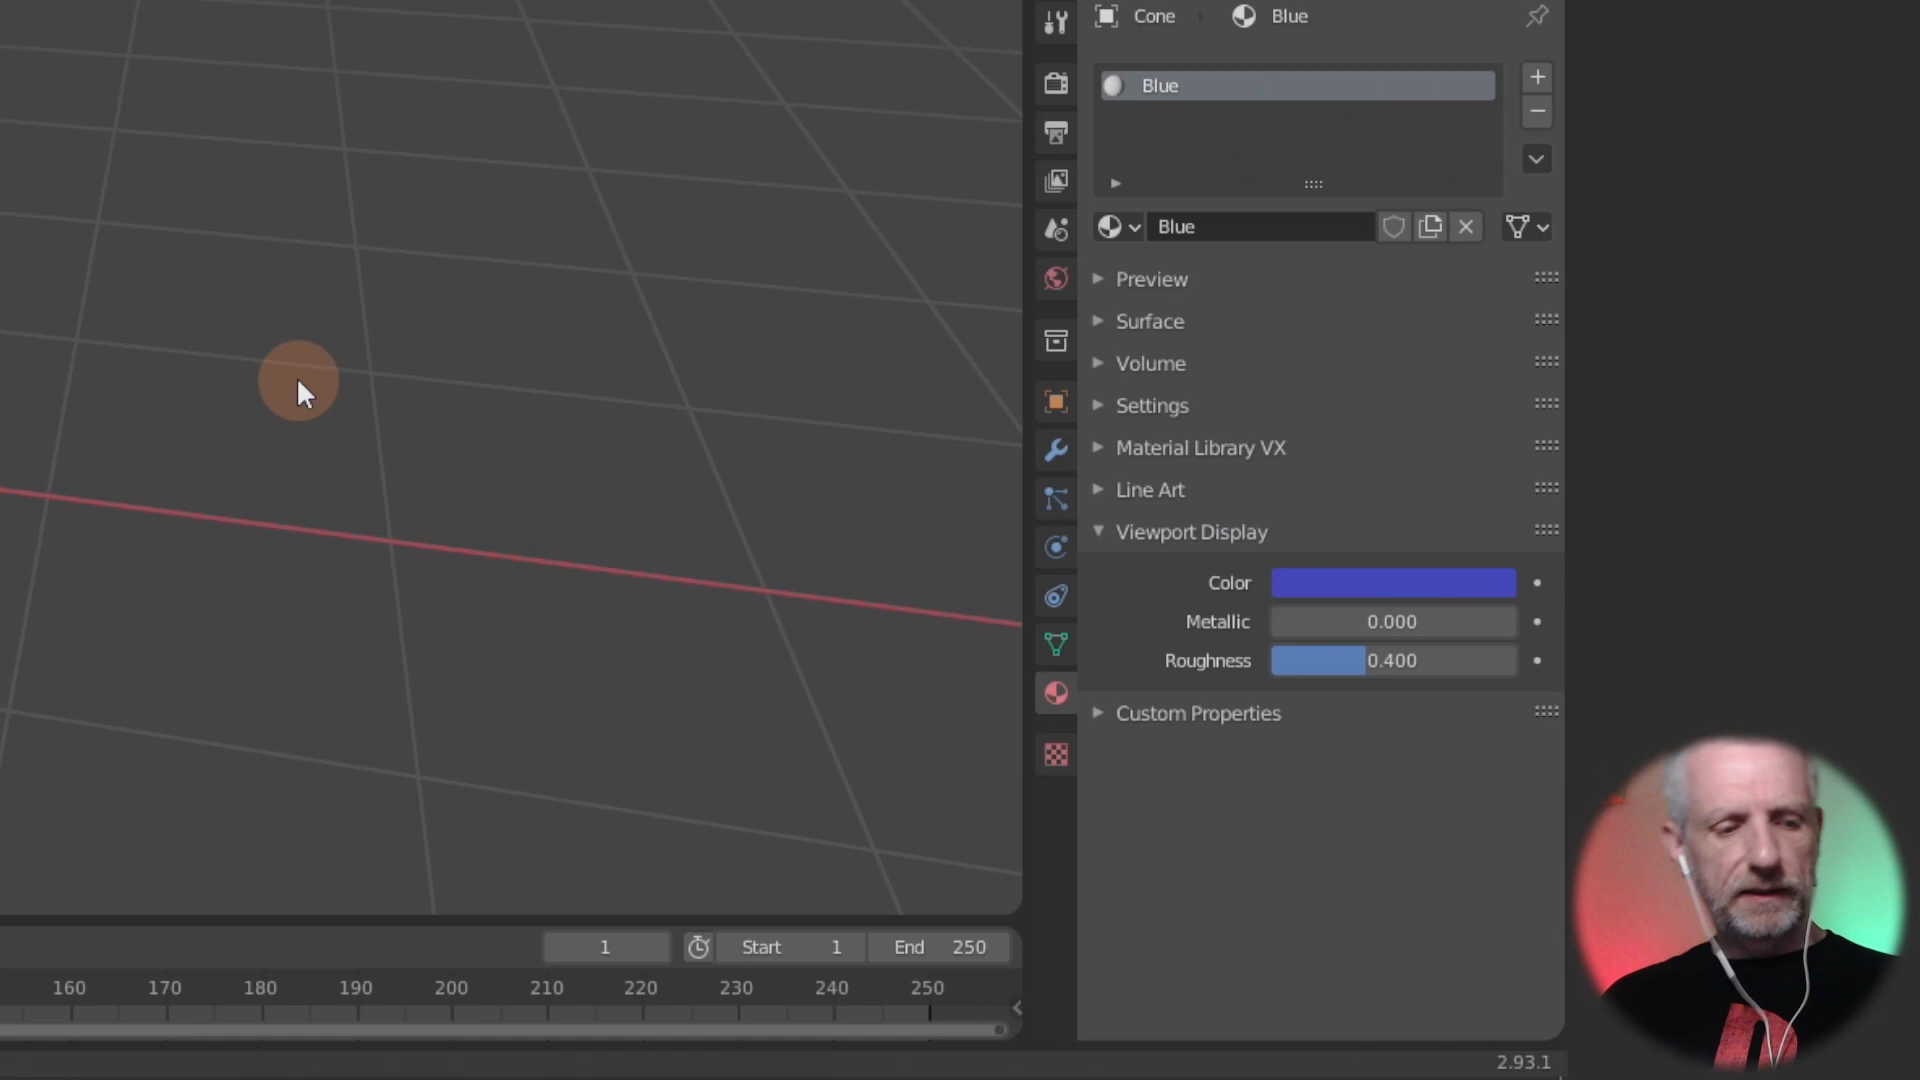 Cone
Blue
Blue
Blue
Preview
Surface
Volume
Settings
Material Library VX
Line Art
Viewport Display
Color
Metallic 0.000
Roughness 0.400
Custom Properties
1 Start 1 End 250
160 170 180 190 200 210 220 230 240 250
2.93.1